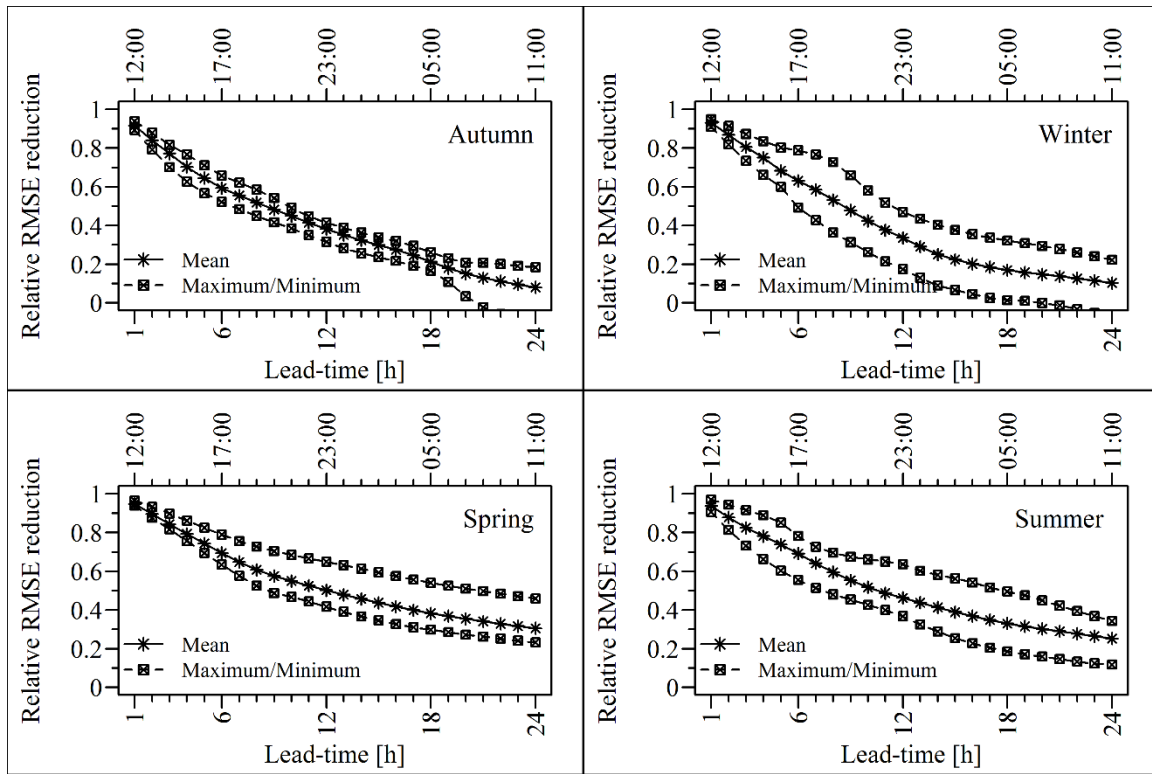 12:00 17:00 23:00 05:00 11:00
Relative RMSE reduction
1
0.8
0.6
0.4
0.2
0
Autumn
Mean
Maximum/Minimum
1 6 12 18 24
Lead-time [h]
12:00 17:00 23:00 05:00 11:00
Relative RMSE reduction
1
0.8
0.6
0.4
0.2
0
Winter
Mean
Maximum/Minimum
1 6 12 18 24
Lead-time [h]
12:00 17:00 23:00 05:00 11:00
Relative RMSE reduction
1
0.8
0.6
0.4
0.2
0
Spring
Mean
Maximum/Minimum
1 6 12 18 24
Lead-time [h]
12:00 17:00 23:00 05:00 11:00
Relative RMSE reduction
1
0.8
0.6
0.4
0.2
0
Summer
Mean
Maximum/Minimum
1 6 12 18 24
Lead-time [h]